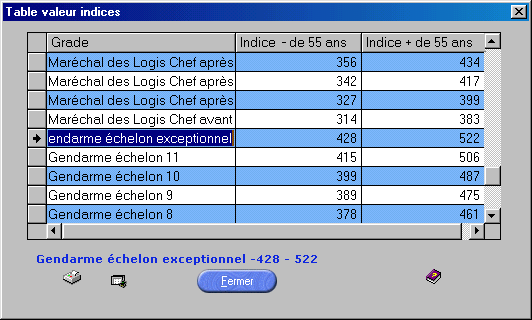 Table valeur indices
Grade Indice - de 55 ans Indice + de 55 ans
Maréchal des Logis Chef après 356 434
Maréchal des Logis Chef après 342 417
Maréchal des Logis Chef après 327 399
Maréchal des Logis Chef avant 314 383
endarme échelon exceptionnel 428 522
Gendarme échelon 11 415 506
Gendarme échelon 10 399 487
Gendarme échelon 9 389 475
Gendarme échelon 8 378 461
Gendarme échelon exceptionnel -428 - 522
Fermer